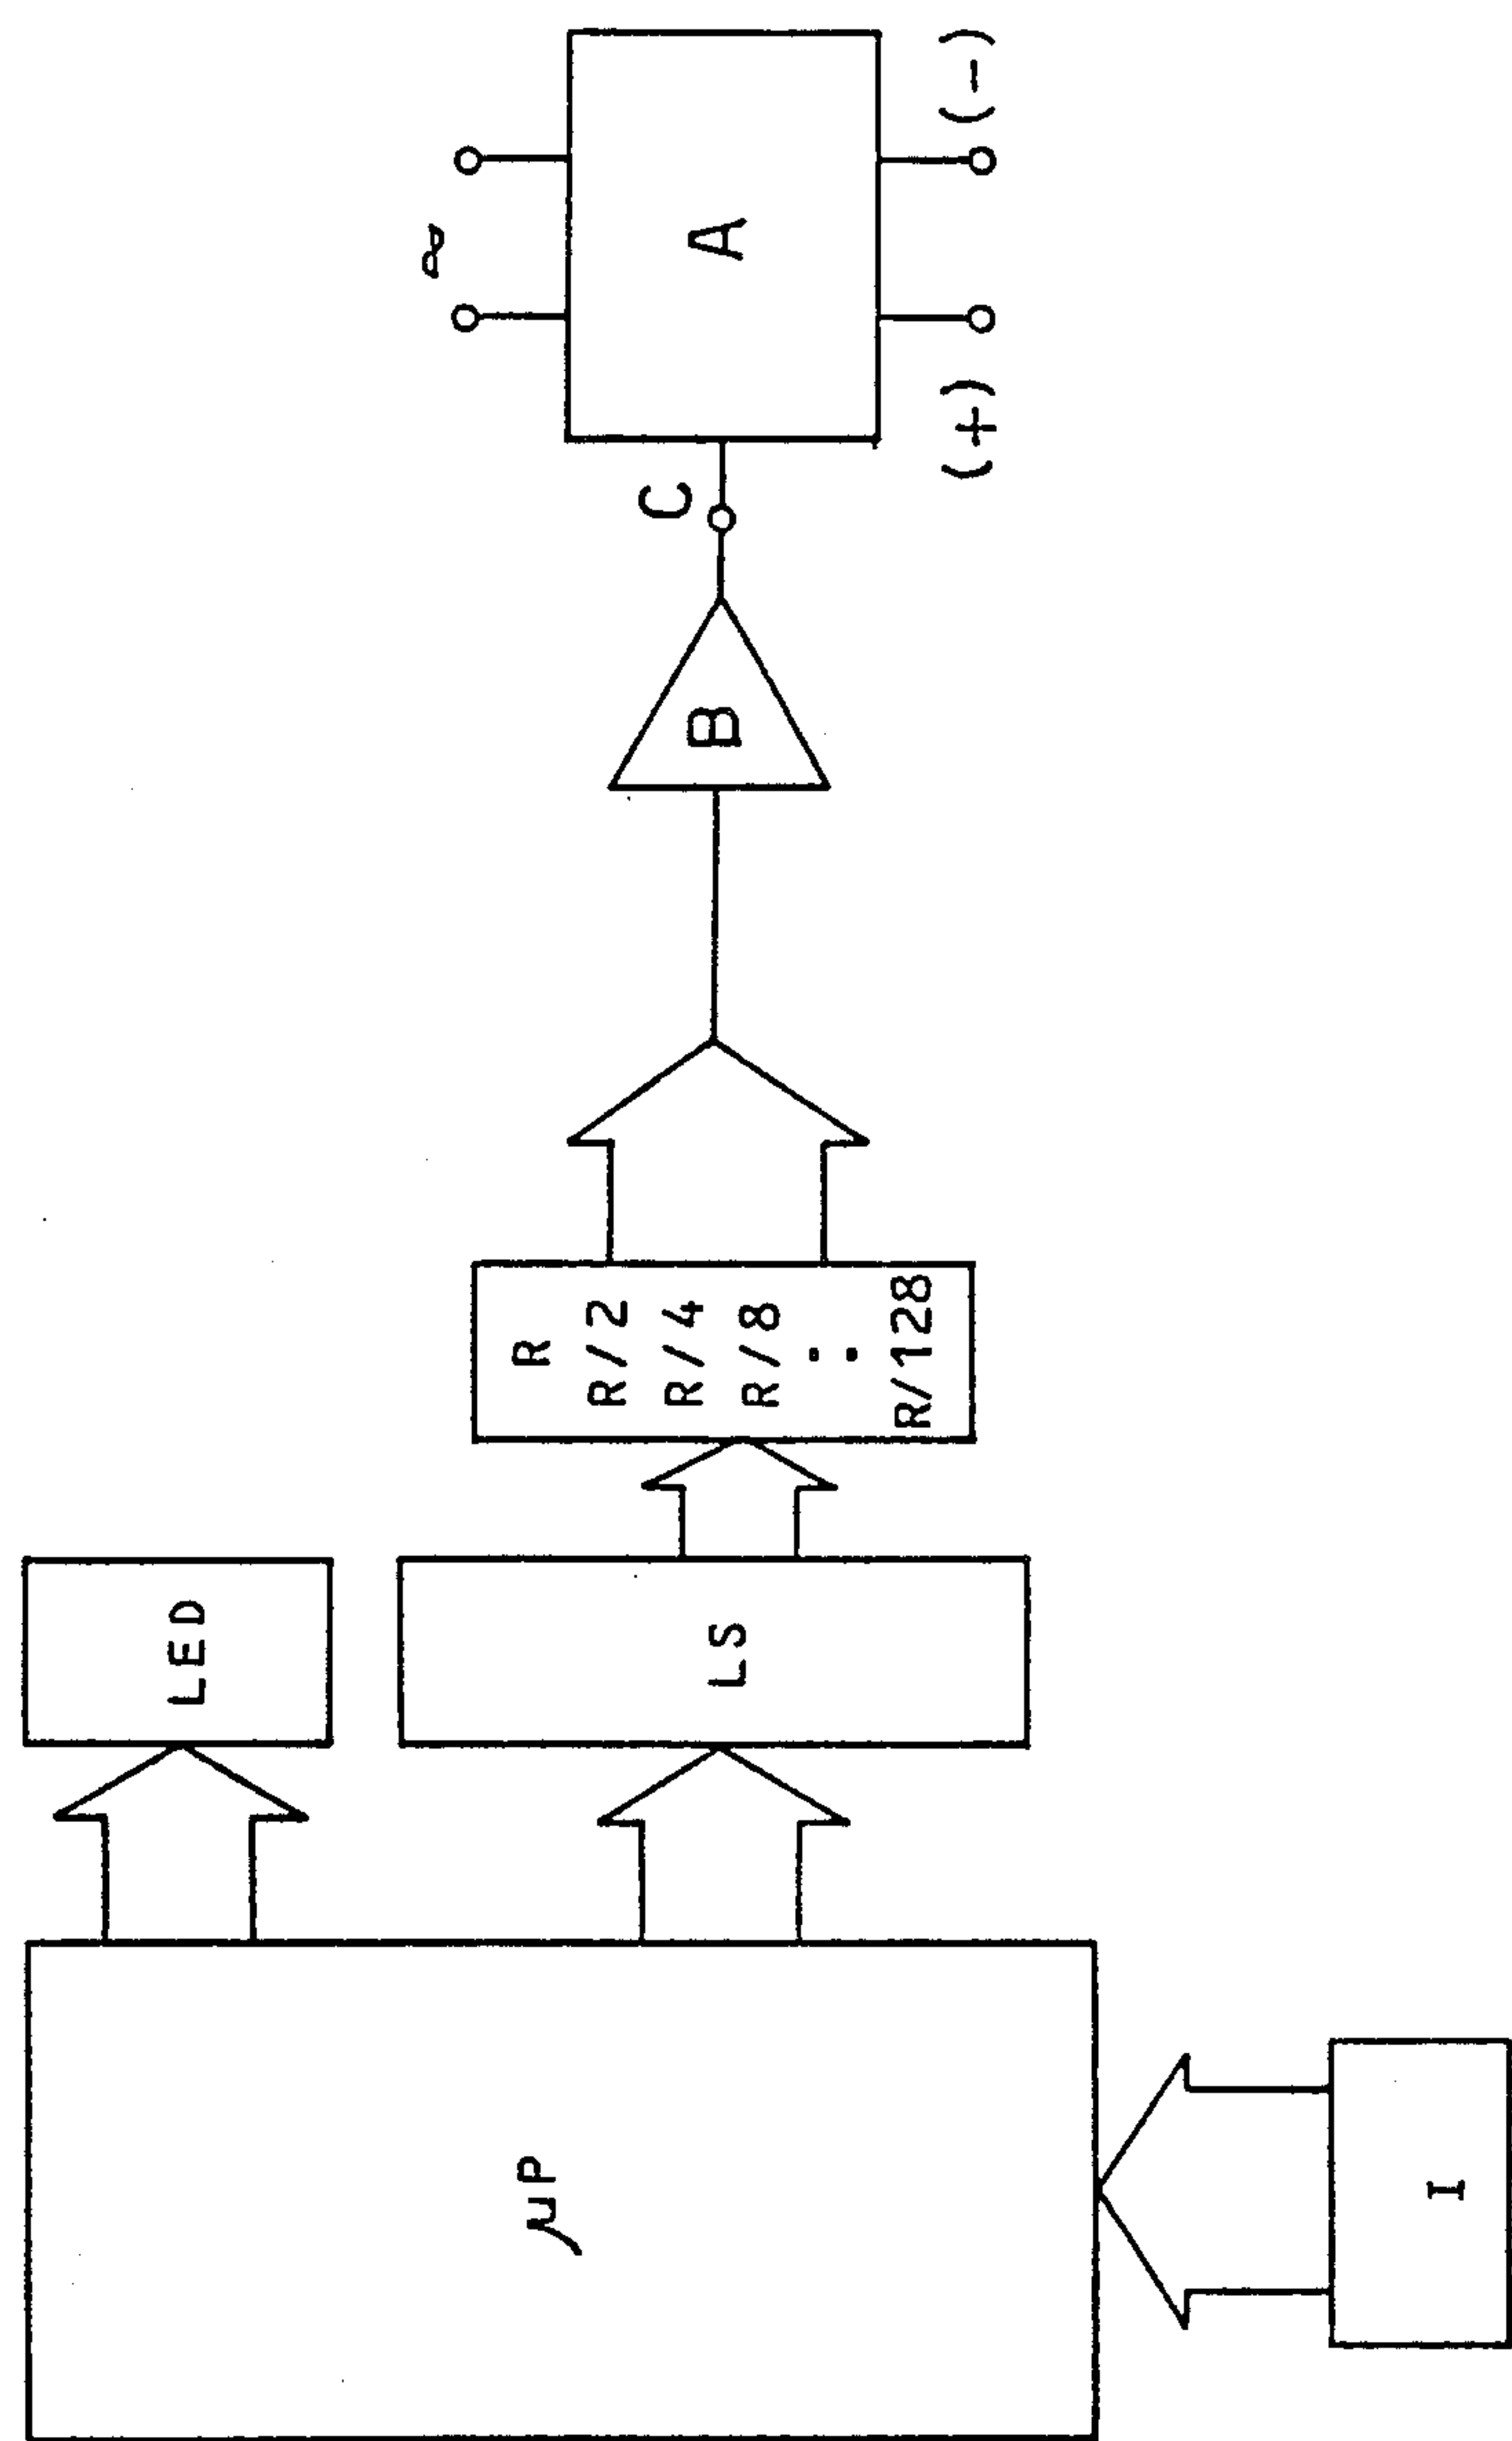 LED
μP
LS
R
R/2
R/4
R/8
:
R/128
B
C
~
A
(+) (-)
I